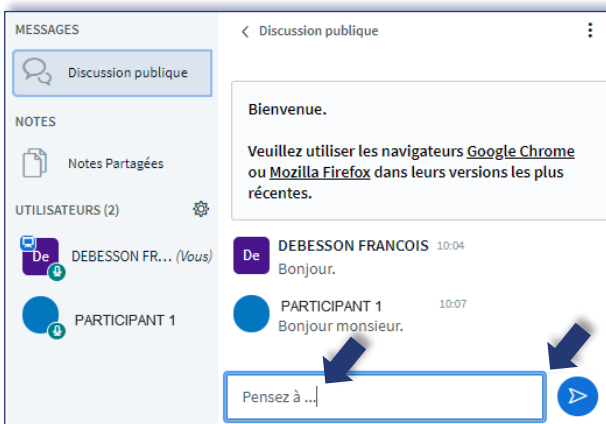 MESSAGES
Discussion publique
NOTES
Notes Partagées
UTILISATEURS (2)
De
DEBESSON FR... (Vous)
PARTICIPANT 1
Discussion publique
Bienvenue.
Veuillez utiliser les navigateurs Google Chrome
ou Mozilla Firefox dans leurs versions les plus
récentes.
De
DEBESSON FRANCOIS 10:04
Bonjour.
PARTICIPANT 1 10:07
Bonjour monsieur.
Pensez à ...